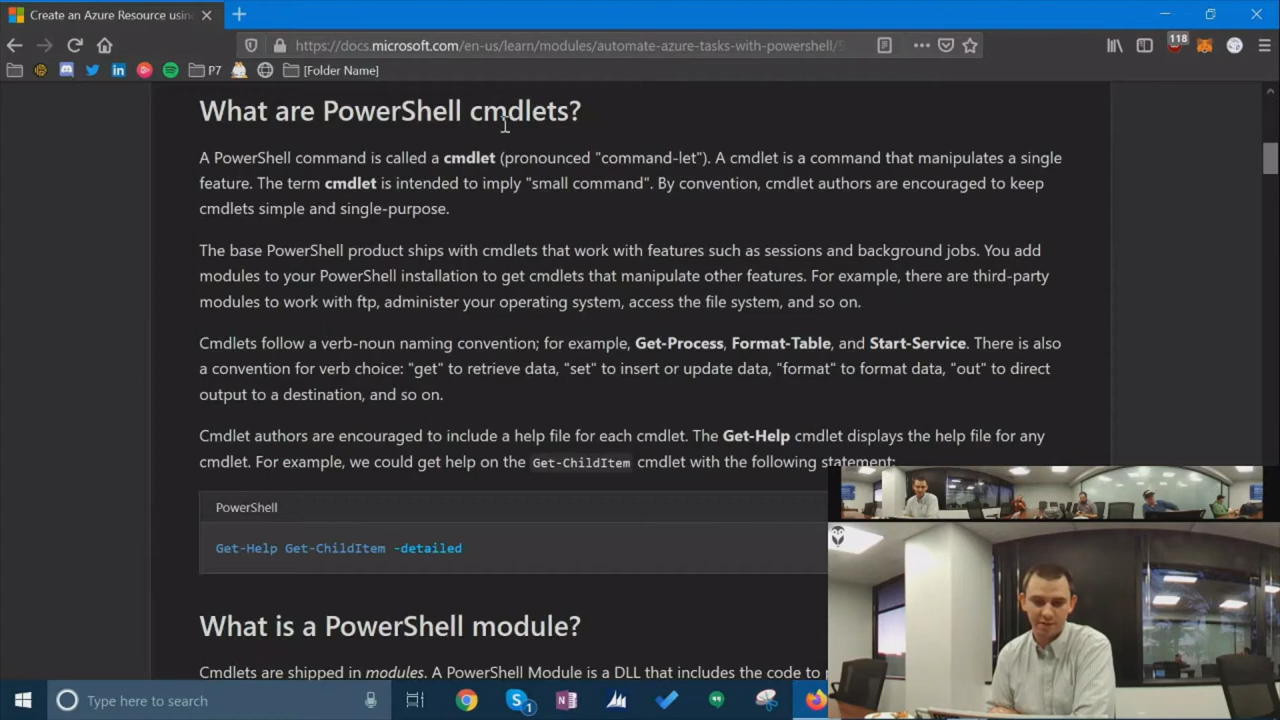 Create an Azure Resource usin
https://docs.microsoft.com/en-us/learn/modules/automate-azure-tasks-with-powershell/5
118
P7
[Folder Name]
What are PowerShell cmdlets?
A PowerShell command is called a cmdlet (pronounced "command-let"). A cmdlet is a command that manipulates a single
feature. The term cmdlet is intended to imply "small command". By convention, cmdlet authors are encouraged to keep
cmdlets simple and single-purpose.
The base PowerShell product ships with cmdlets that work with features such as sessions and background jobs. You add
modules to your PowerShell installation to get cmdlets that manipulate other features. For example, there are third-party
modules to work with ftp, administer your operating system, access the file system, and so on.
Cmdlets follow a verb-noun naming convention; for example, Get-Process, Format-Table, and Start-Service. There is also
a convention for verb choice: "get" to retrieve data, "set" to insert or update data, "format" to format data, "out" to direct
output to a destination, and so on.
Cmdlet authors are encouraged to include a help file for each cmdlet. The Get-Help cmdlet displays the help file for any
cmdlet. For example, we could get help on the Get-ChildItem cmdlet with the following statement:
PowerShell
Get-Help Get-ChildItem -detailed
What is a PowerShell module?
Cmdlets are shipped in modules. A PowerShell Module is a DLL that includes the code to
Type here to search
1